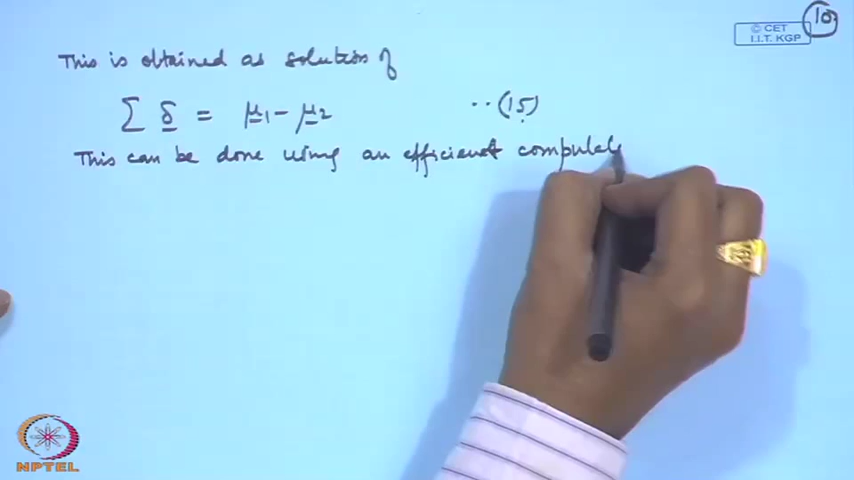 10
© CET
I.I.T. KGP
This is obtained as solution of
Σ δ = μ1 - μ2 ..(15)
This can be done using an efficient
NPTEL